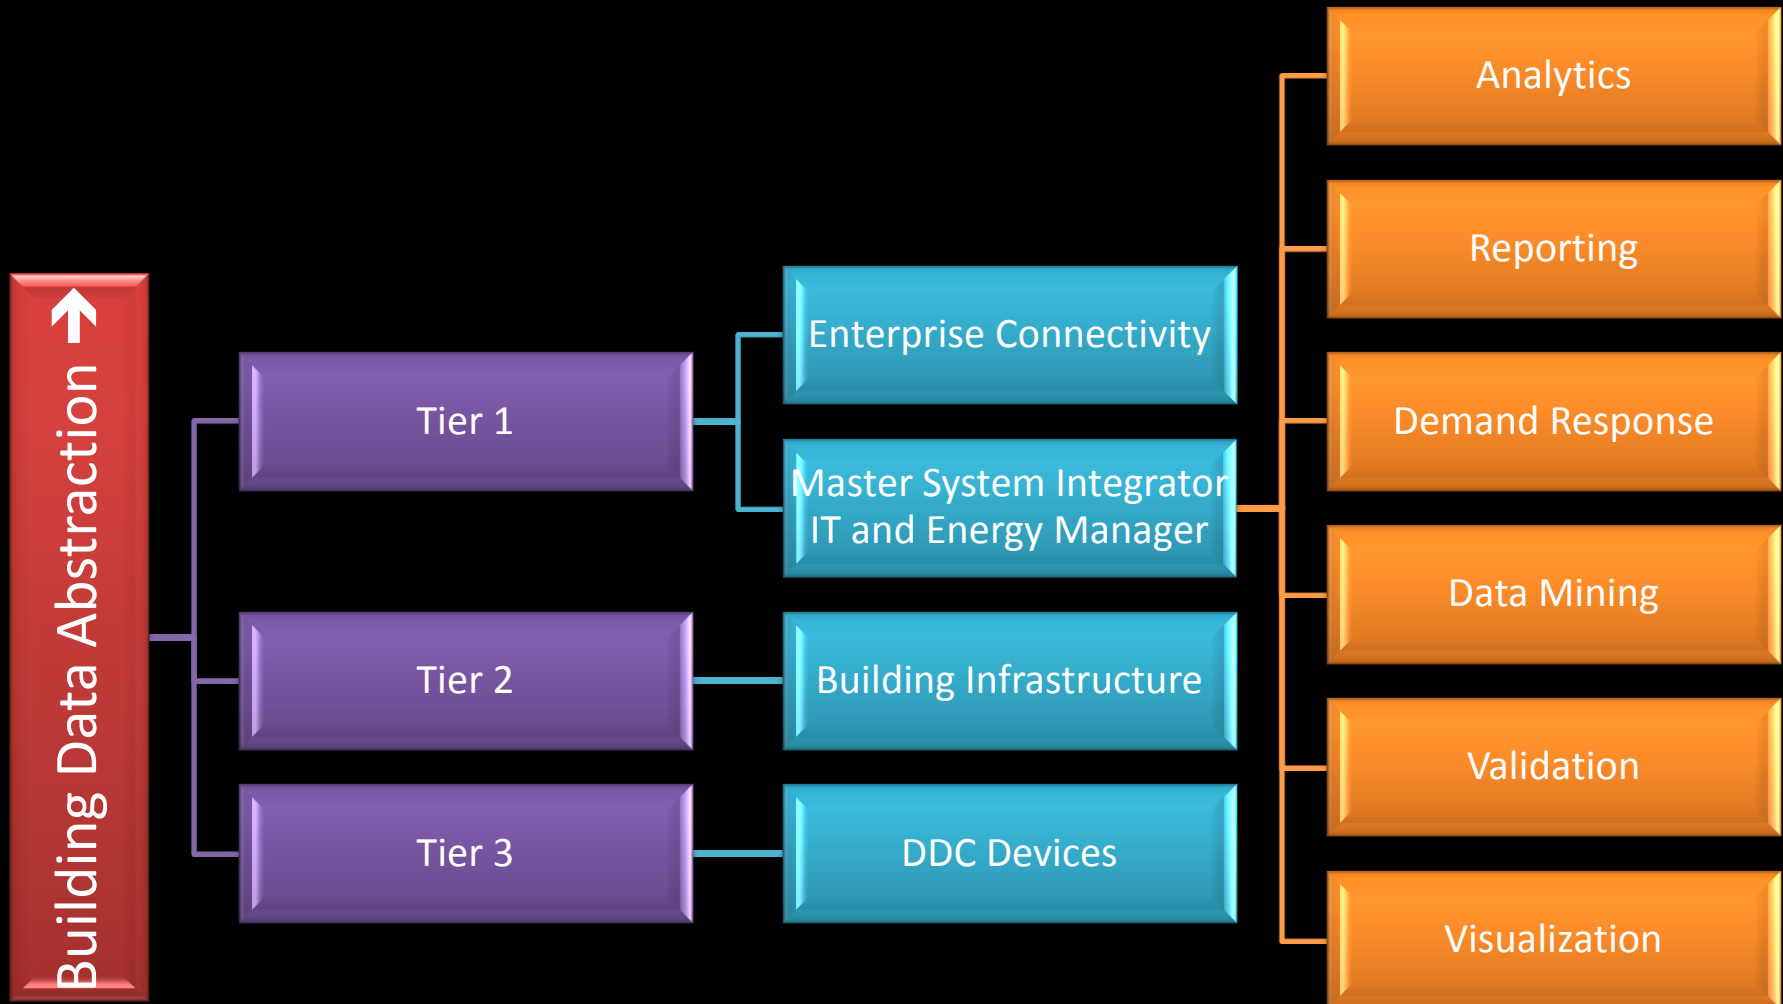 Building Data Abstraction →
Tier 1
Tier 2
Tier 3
Enterprise Connectivity
Master System Integrator
IT and Energy Manager
Building Infrastructure
DDC Devices
Analytics
Reporting
Demand Response
Data Mining
Validation
Visualization